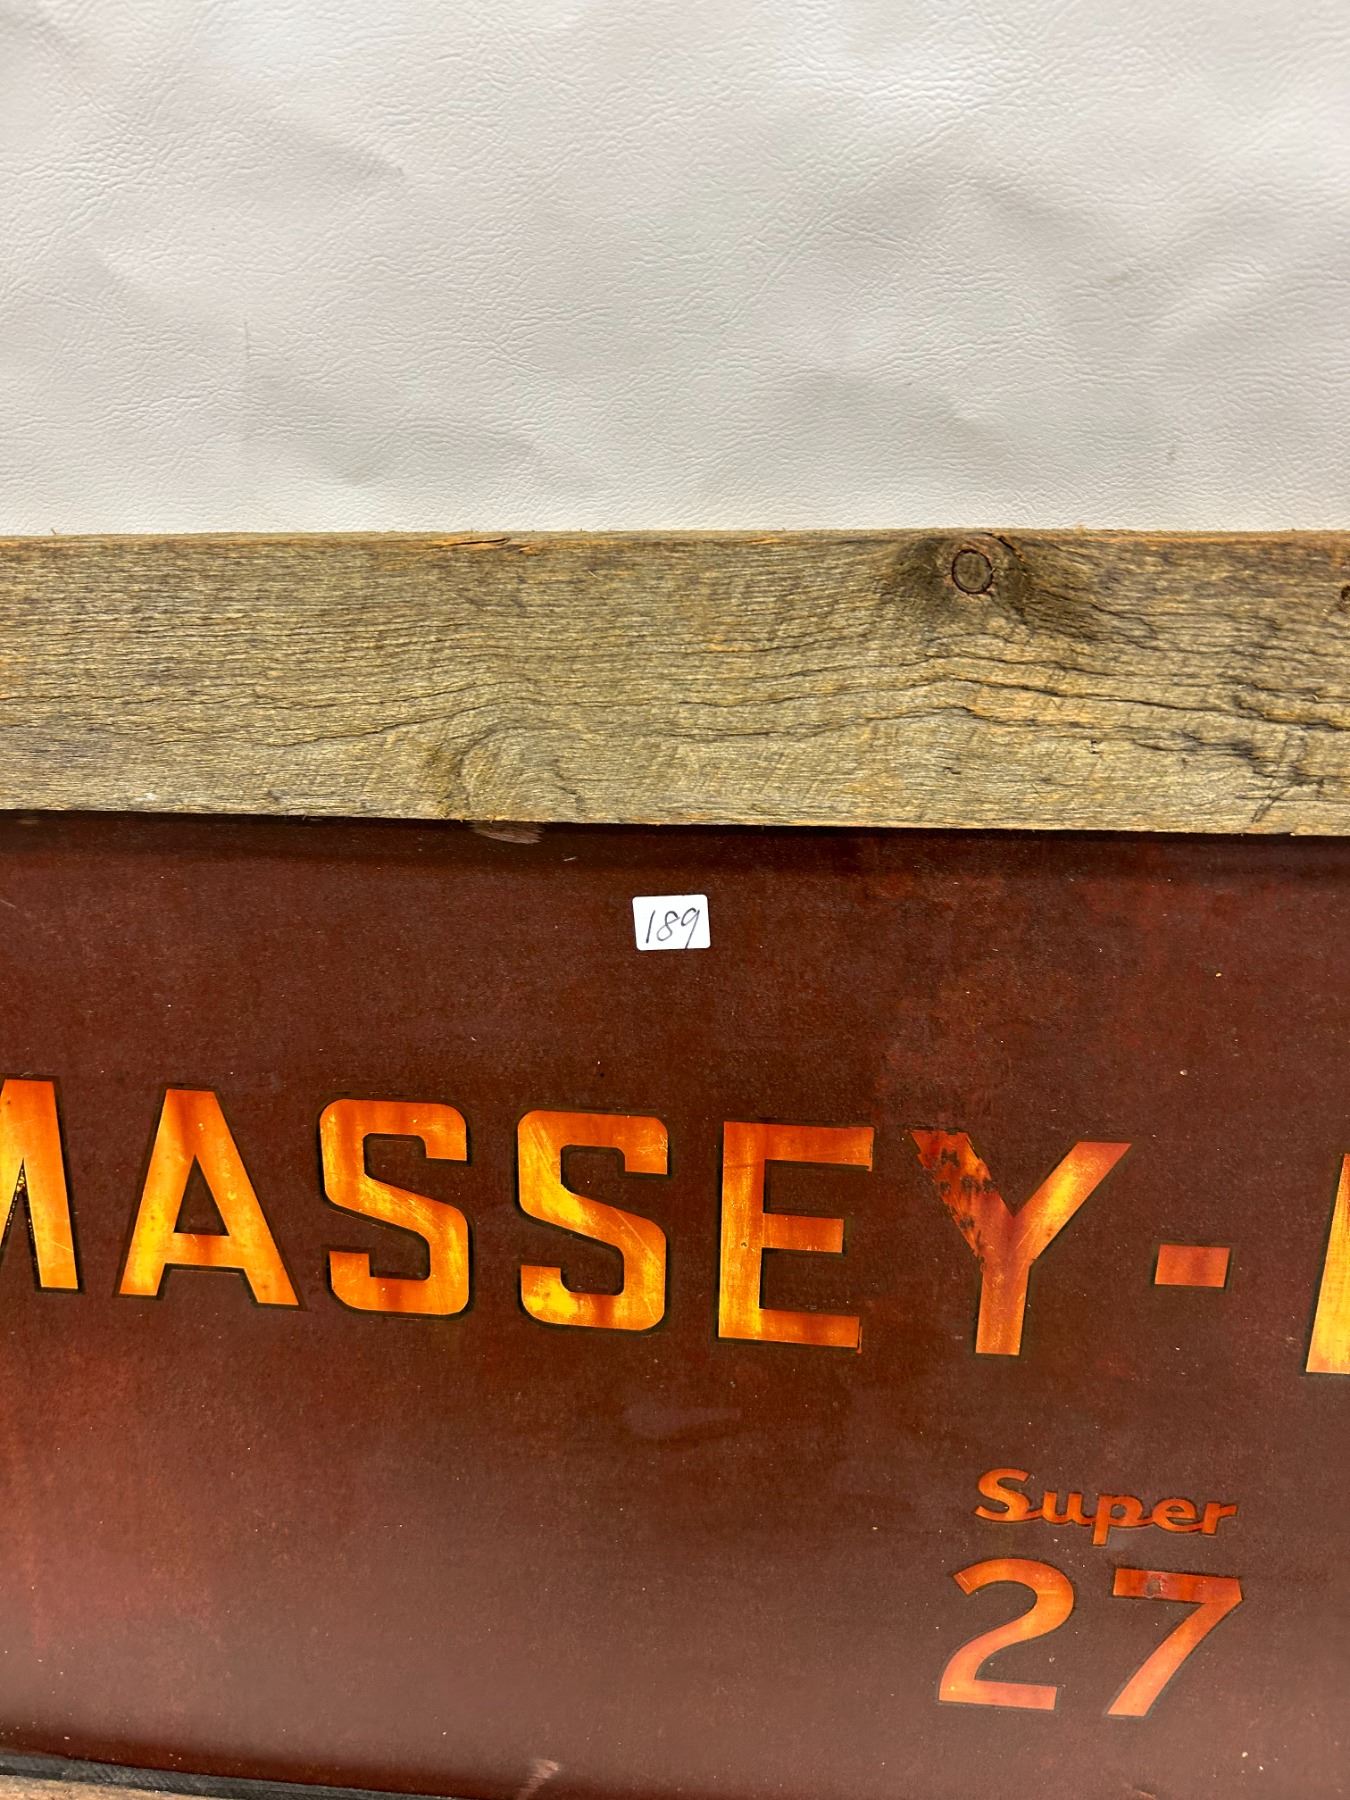 189
MASSEY-
Super
27